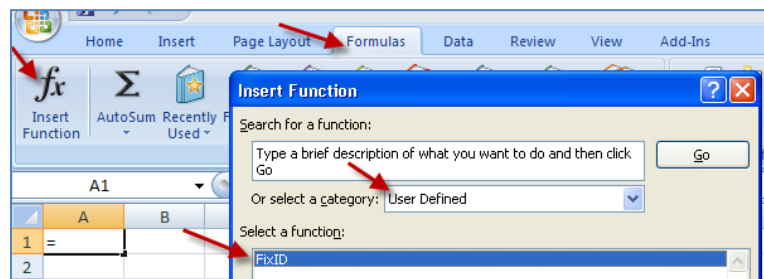 Home Insert Page Layout Formulas Data Review View Add-Ins
fx Σ
Insert Function
AutoSum
Recently Used
Insert Function
Search for a function:
Type a brief description of what you want to do and then click Go
Go
Or select a category: User Defined
Select a function:
FixID
A1
A B
1 =
2